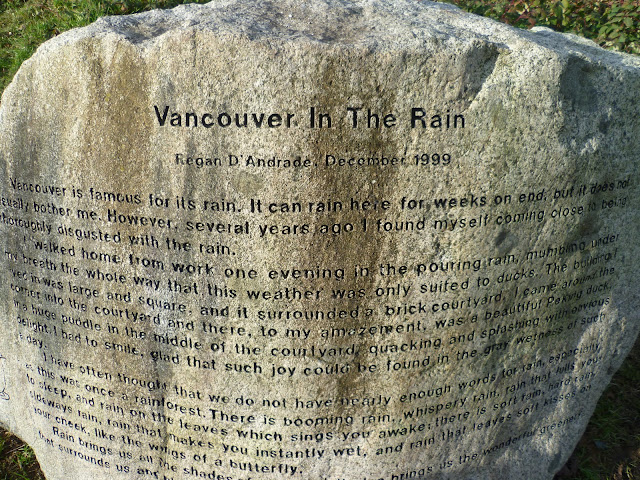 Vancouver In The Rain
Regan D'Andrade, December 1999
Vancouver is famous for its rain. It can rain here for weeks on end, but it does not
usually bother me. However, several years ago I found myself coming close to being
thoroughly disgusted with the rain.
I walked home from work one evening in the pouring rain, mumbling under
my breath the whole way that this weather was only suited to ducks. The building I
lived in was large and square, and it surrounded a brick courtyard. I came around the
corner into the courtyard and there, to my amazement, was a beautiful Pekin duck,
in a huge puddle in the middle of the courtyard, quacking and splashing with joyous
delight. I had to smile, glad that such joy could be found in the gray wetness of such
a day.
I have often thought that we do not have nearly enough words for rain, especially
as this was once a rainforest. There is booming rain, whispery rain, rain that lulls you
to sleep, and rain on the leaves which sings you awake; there is soft rain, hard rain,
sideways rain, rain that makes you instantly wet, and rain that leaves soft kisses on
your cheek, like the wings of a butterfly.
Rain brings us all the shades of brings us the wonderful greenness
that surrounds us